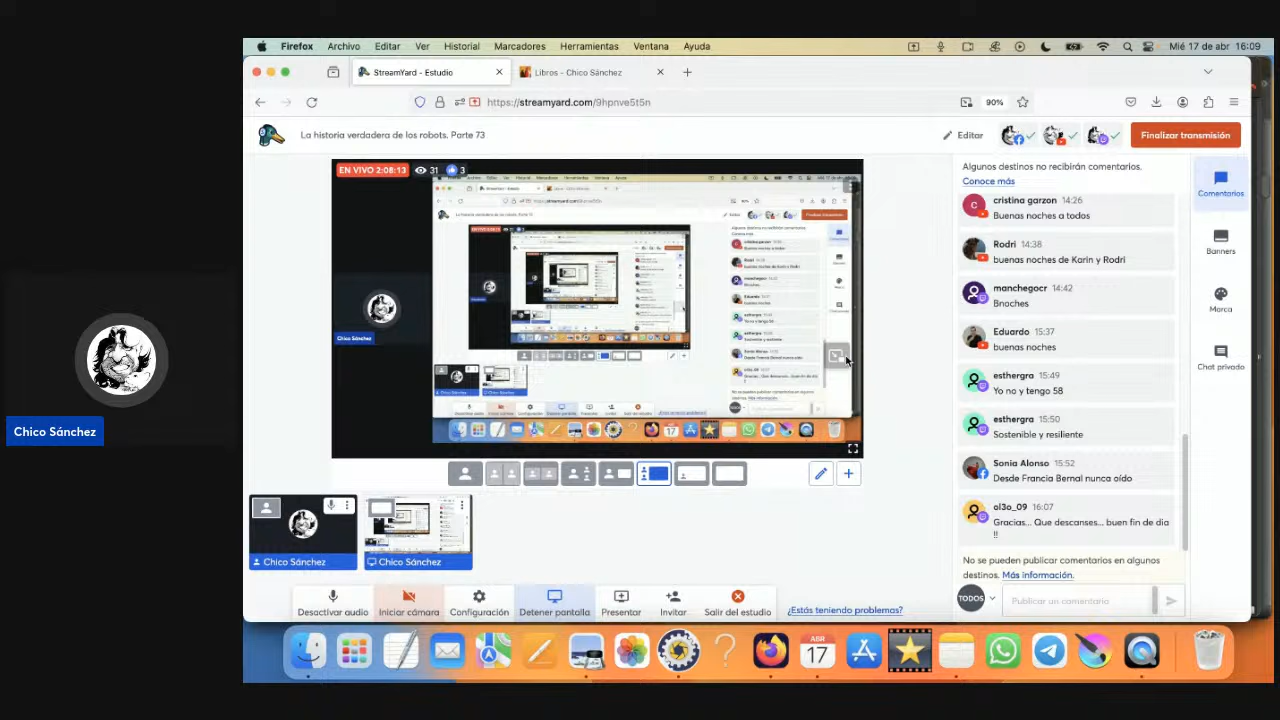 Firefox Archivo Editar Ver Historial Marcadores Herramientas Ventana Ayuda Mié 17 de abr 16:09
StreamYard - Estudio
Libros - Chico Sánchez
https://streamyard.com/9hpnve5t5n
90%
La historia verdadera de los robots. Parte 73
Editar
Finalizar transmisión
EN VIVO 2:08:13 31 3
Algunos destinos no recibirán comentarios.
Conoce más
cristina garzon 14:26
Buenas noches a todos
Rodri 14:38
buenas noches de Korin y Rodri
manchegocr 14:42
Bnoches
Eduardo 15:37
buenas noches
esthergra 15:49
Yo no y tengo 58
esthergra 15:50
Sostenible y resiliente
Sonia Alonso 15:52
Desde Francia Bernal nunca oído
ol3o_09 16:07
Gracias... Que descanses... buen fin de dia
!!
No se pueden publicar comentarios en algunos
destinos. Más información.
TODOS
Publicar un comentario
Comentarios
Banners
Marca
Chat privado
Chico Sánchez
Chico Sánchez
Chico Sánchez
Chico Sánchez
Desactivar audio
Iniciar cámara
Configuración
Detener pantalla
Presentar
Invitar
Salir del estudio
¿Estás teniendo problemas?
ABR
17